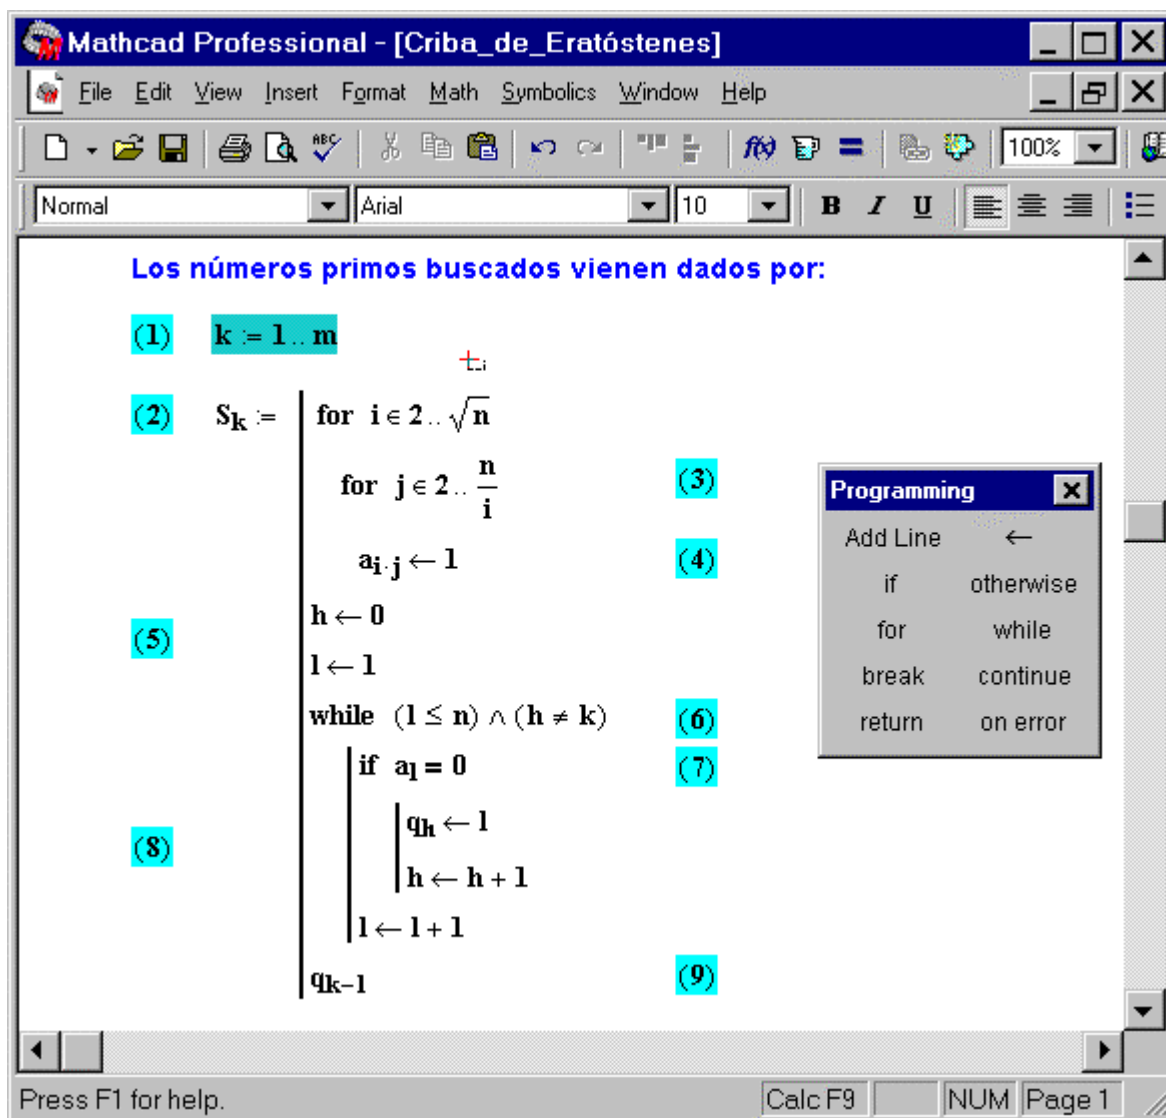 Mathcad Professional - [Criba_de_Eratóstenes]
File Edit View Insert Format Math Symbolics Window Help
ABC f(x) = 100%
Normal Arial 10 B I U
Los números primos buscados vienen dados por:
(1) k := 1 .. m
(2) Sk := for i ∈ 2 .. √n
for j ∈ 2 .. n/i (3)
ai·j ← 1 (4)
h ← 0
(5)
l ← 1
while (l ≤ n) ∧ (h ≠ k) (6)
if al = 0 (7)
qh ← l
(8)
h ← h + 1
l ← l + 1
qk−1 (9)
Programming
Add Line ←
if otherwise
for while
break continue
return on error
Press F1 for help. Calc F9 NUM Page 1